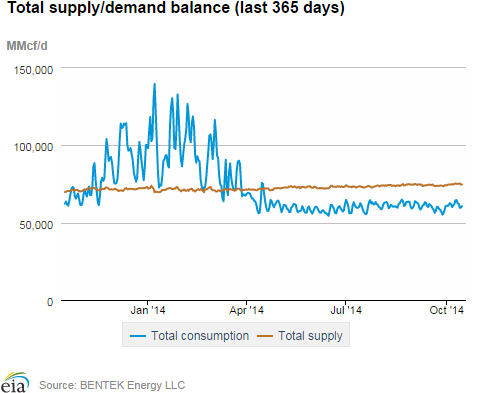 Total supply/demand balance (last 365 days)
MMcf/d
150,000
100,000
50,000
0
Jan '14 Apr '14 Jul '14 Oct '14
Total consumption Total supply
eia Source: BENTEK Energy LLC